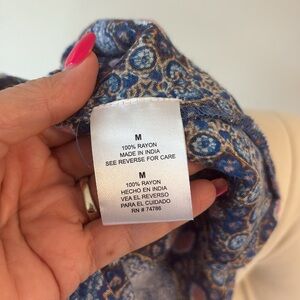 M
100% RAYON
MADE IN INDIA
SEE REVERSE FOR CARE
M
100% RAYON
HECHO EN INDIA
VEA EL REVERSO
PARA EL CUIDADO
RN # 74786